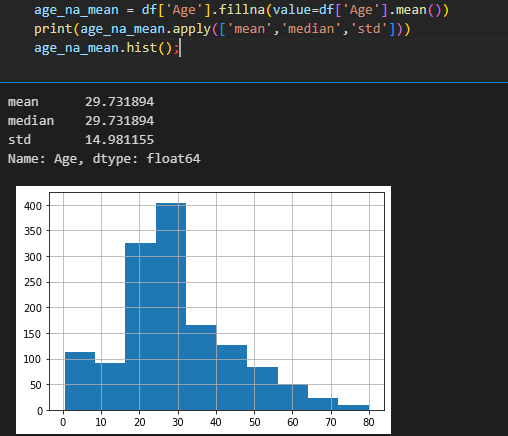 age_na_mean = df['Age'].fillna(value=df['Age'].mean())
print(age_na_mean.apply(['mean','median','std']))
age_na_mean.hist();
mean 29.731894
median 29.731894
std 14.981155
Name: Age, dtype: float64
400
350
300
250
200
150
100
50
0
0 10 20 30 40 50 60 70 80